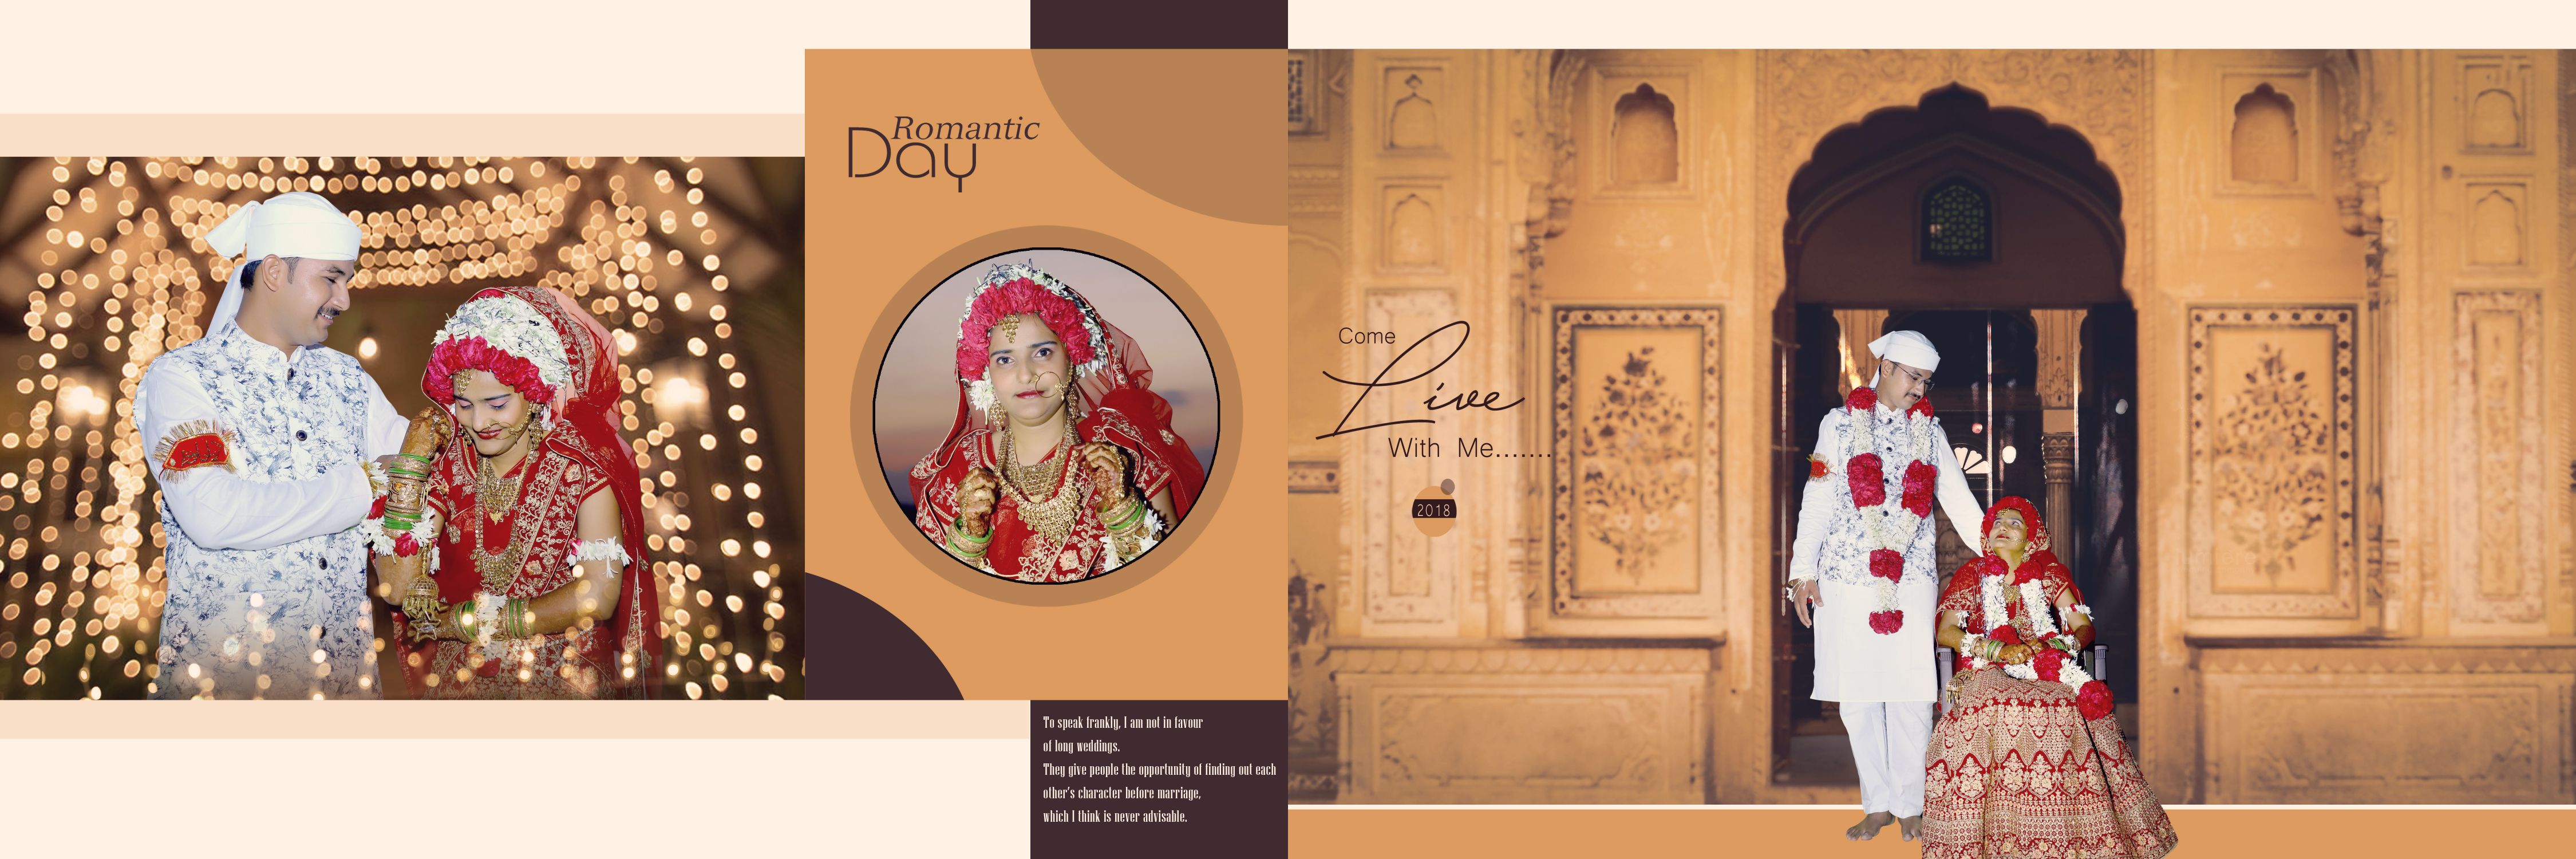 Romantic
Day
Come
Live
With Me.......
2018
To speak frankly, I am not in favour
of long weddings.
They give people the opportunity of finding out each
other's character before marriage,
which I think is never advisable.